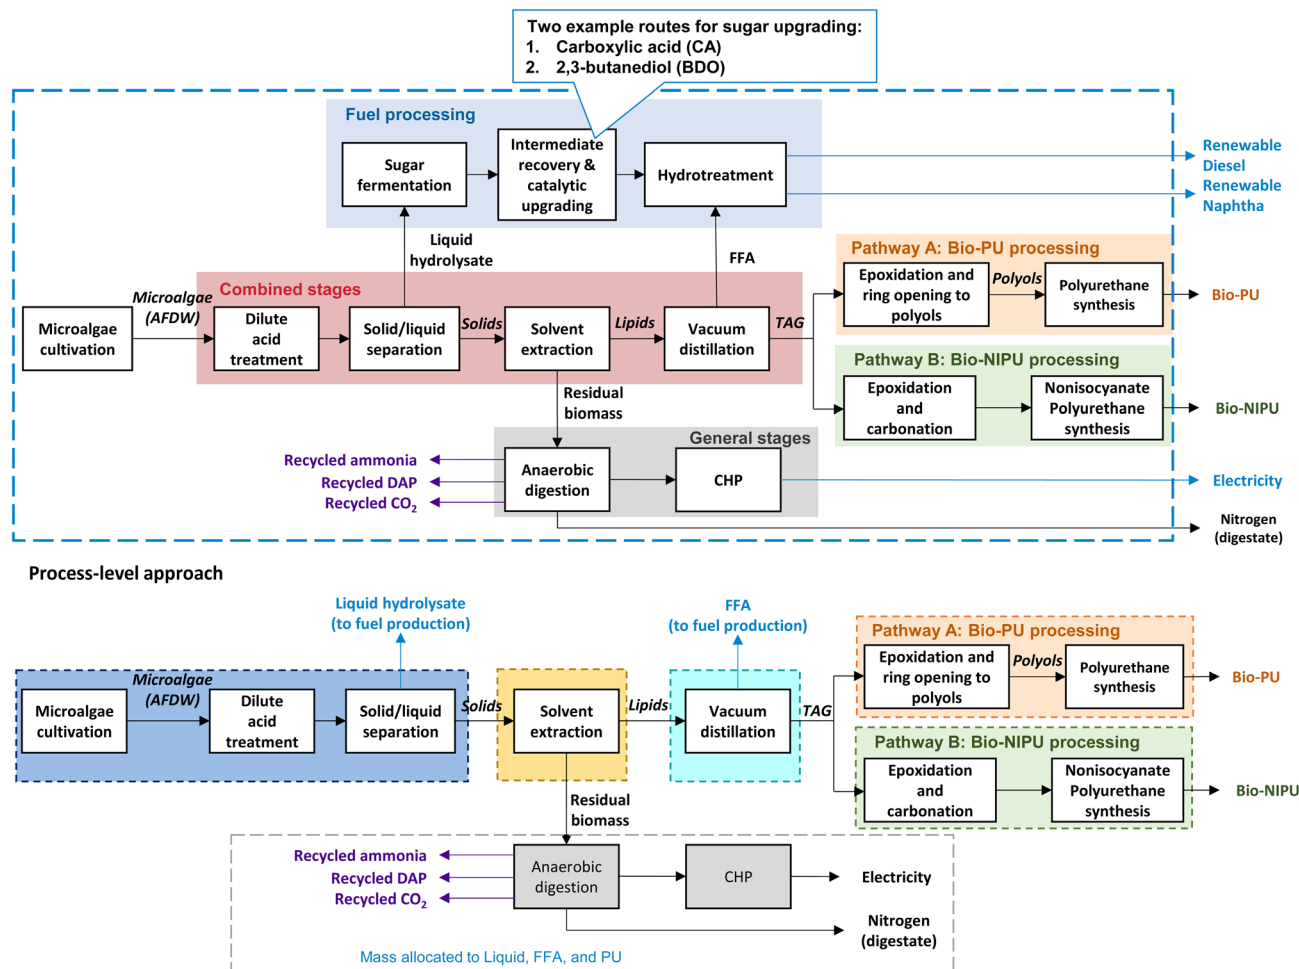 Two example routes for sugar upgrading:
1. Carboxylic acid (CA)
2. 2,3-butanediol (BDO)
Fuel processing
Sugar
fermentation
Intermediate
recovery &
catalytic
upgrading
Hydrotreatment
Renewable
Diesel
Renewable
Naphtha
Liquid
hydrolysate
FFA
Combined stages
Microalgae
(AFDW)
Microalgae
cultivation
Dilute
acid
treatment
Solid/liquid
separation
Solids
Solvent
extraction
Lipids
Vacuum
distillation
TAG
Pathway A: Bio-PU processing
Epoxidation and
ring opening to
polyols
Polyols
Polyurethane
synthesis
Bio-PU
Pathway B: Bio-NIPU processing
Epoxidation
and
carbonation
Nonisocyanate
Polyurethane
synthesis
Bio-NIPU
Residual
biomass
General stages
Recycled ammonia
Recycled DAP
Recycled CO₂
Anaerobic
digestion
CHP
Electricity
Nitrogen
(digestate)
Process-level approach
Liquid hydrolysate
(to fuel production)
FFA
(to fuel production)
Microalgae
(AFDW)
Microalgae
cultivation
Dilute
acid
treatment
Solid/liquid
separation
Solids
Solvent
extraction
Lipids
Vacuum
distillation
TAG
Pathway A: Bio-PU processing
Epoxidation and
ring opening to
polyols
Polyols
Polyurethane
synthesis
Bio-PU
Pathway B: Bio-NIPU processing
Epoxidation
and
carbonation
Nonisocyanate
Polyurethane
synthesis
Bio-NIPU
Residual
biomass
Recycled ammonia
Recycled DAP
Recycled CO₂
Anaerobic
digestion
CHP
Electricity
Nitrogen
(digestate)
Mass allocated to Liquid, FFA, and PU